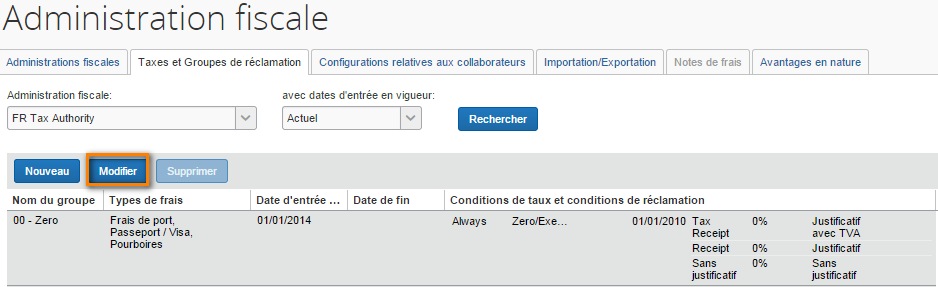 Administration fiscale
Administrations fiscales Taxes et Groupes de réclamation Configurations relatives aux collaborateurs Importation/Exportation Notes de frais Avantages en nature
Administration fiscale: avec dates d'entrée en vigueur:
FR Tax Authority Actuel Rechercher
Nouveau Modifier Supprimer
Nom du groupe Types de frais Date d'entrée ... Date de fin Conditions de taux et conditions de réclamation
00 - Zero Frais de port, 01/01/2014 Always Zero/Exe... 01/01/2010 Tax 0% Justificatif
Passeport / Visa, Receipt avec TVA
Pourboires
Receipt 0% Justificatif
Sans 0% Sans
justificatif justificatif